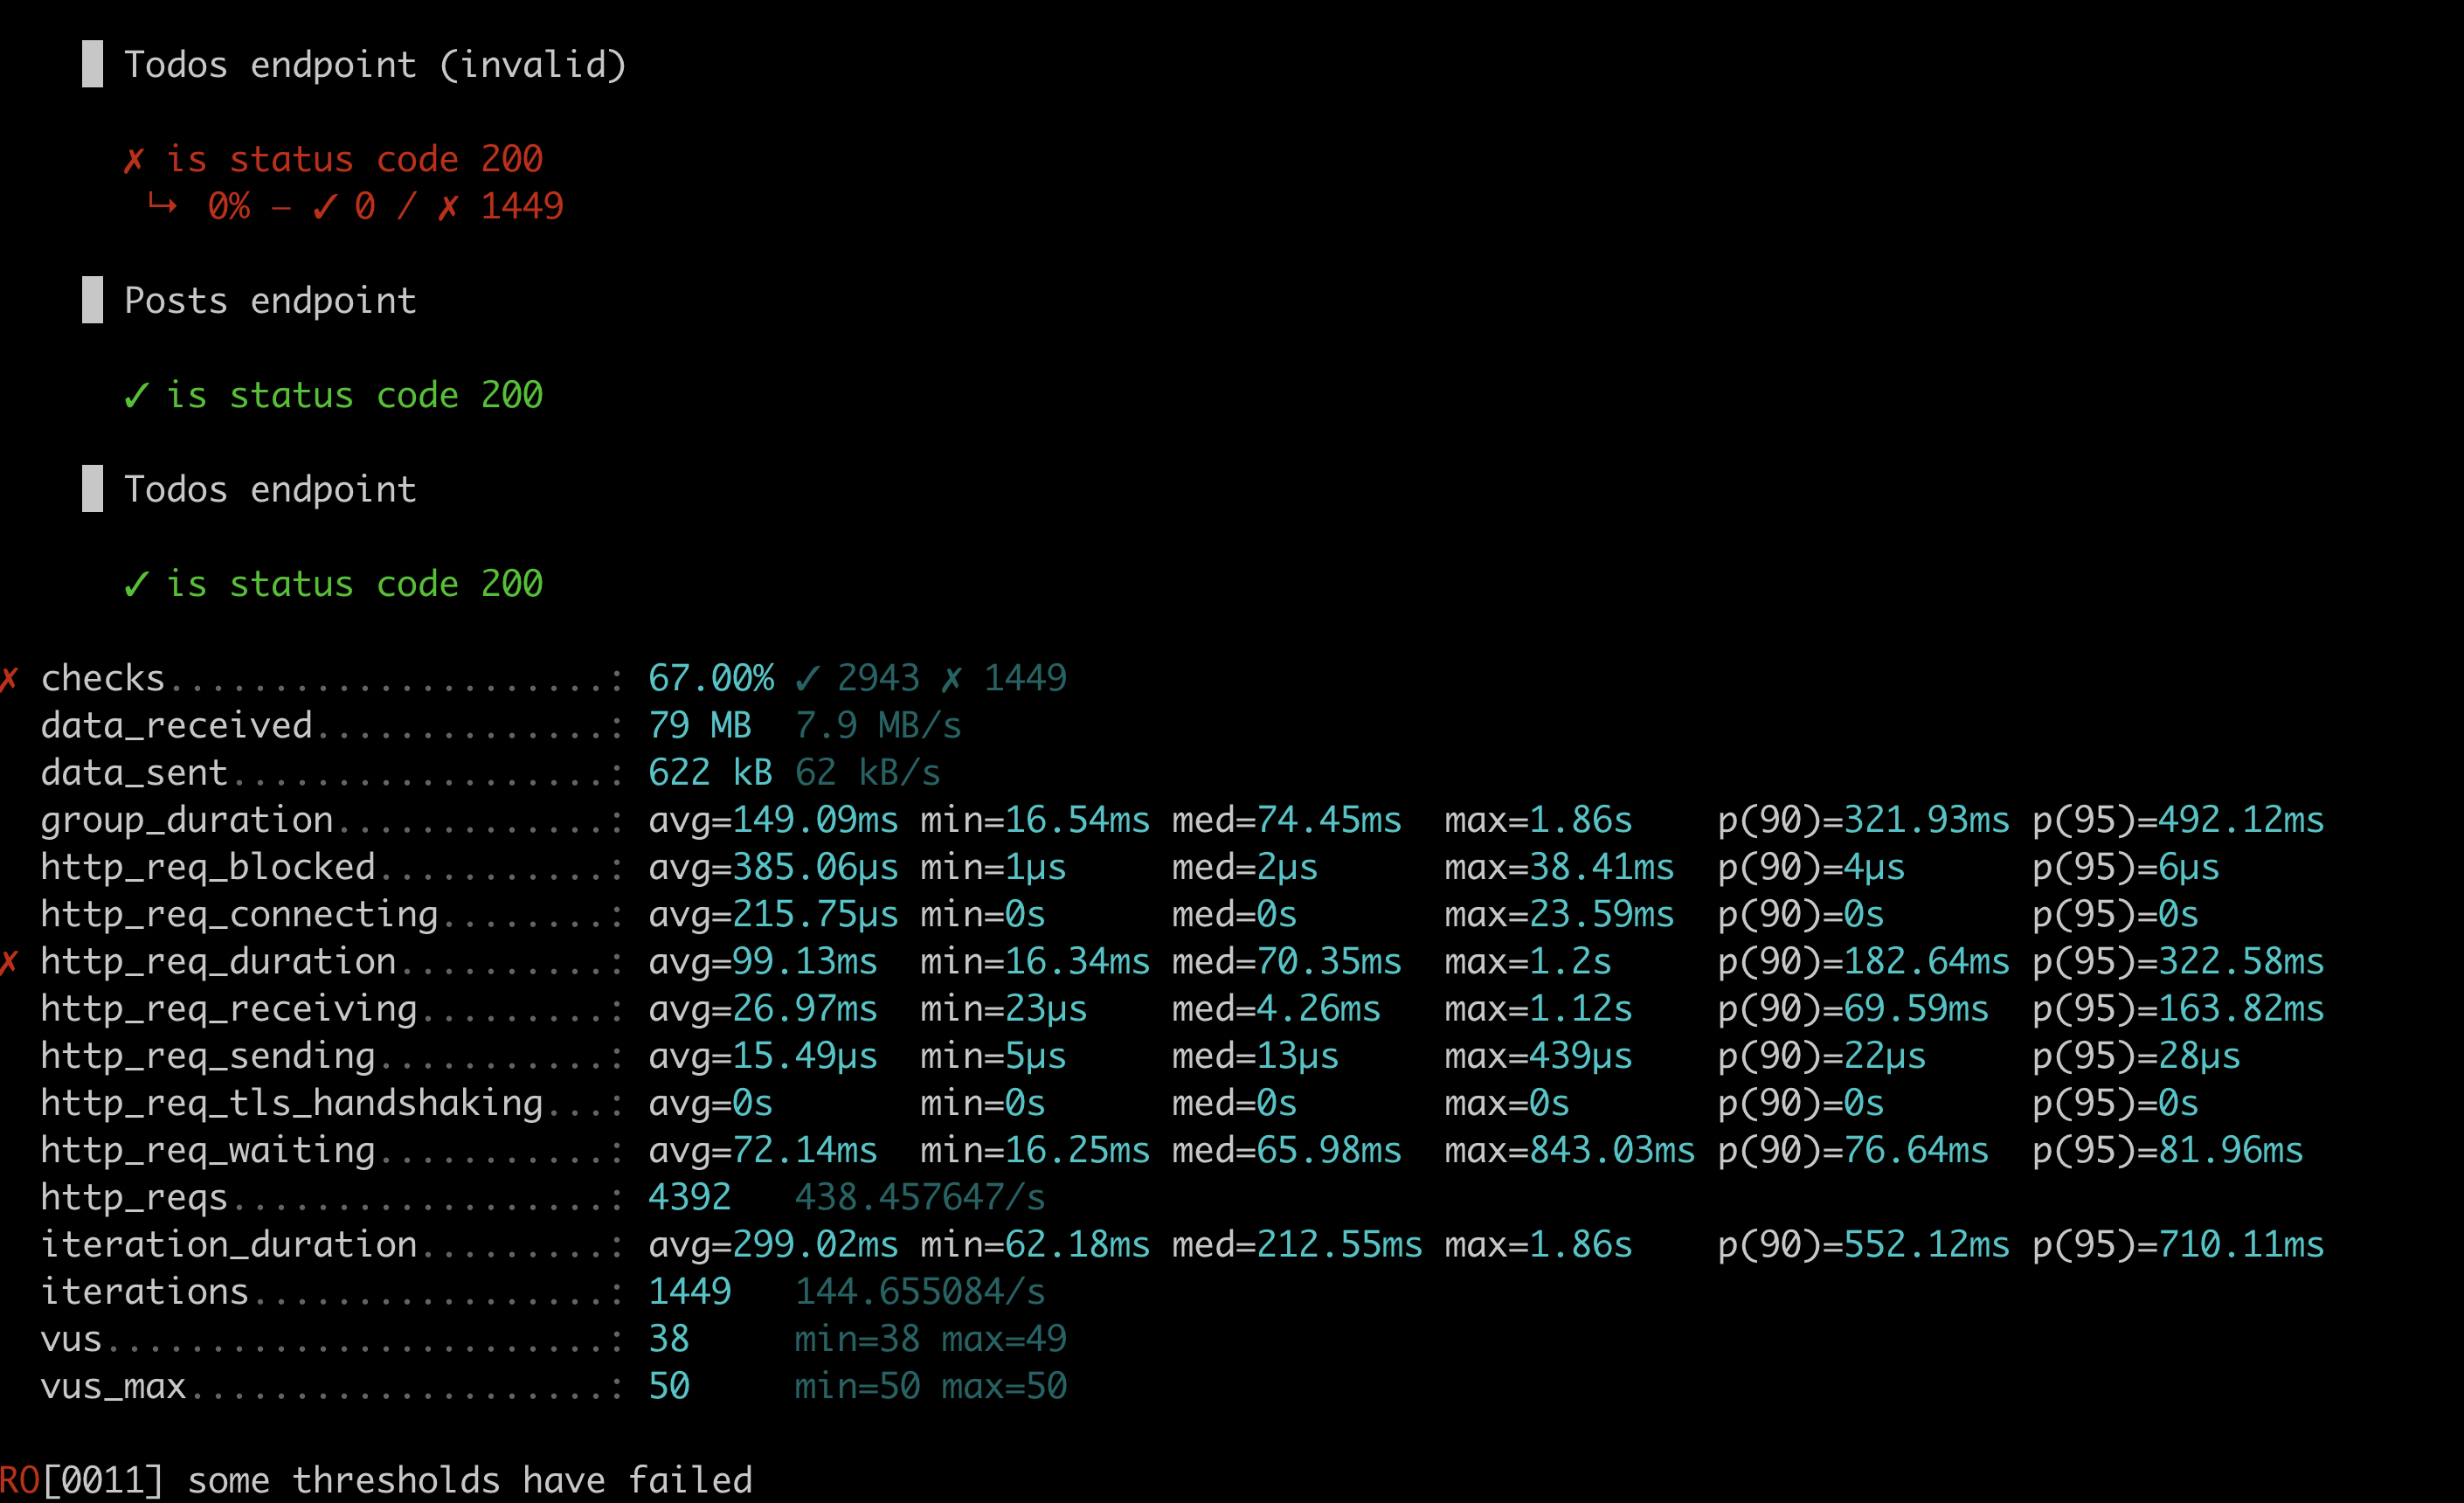 █ Todos endpoint (invalid)
✗ is status code 200
↳ 0% — ✓ 0 / ✗ 1449
█ Posts endpoint
✓ is status code 200
█ Todos endpoint
✓ is status code 200
✗ checks.....................: 67.00% ✓ 2943 ✗ 1449
data_received..............: 79 MB 7.9 MB/s
data_sent..................: 622 kB 62 kB/s
group_duration.............: avg=149.09ms min=16.54ms med=74.45ms max=1.86s p(90)=321.93ms p(95)=492.12ms
http_req_blocked...........: avg=385.06µs min=1µs med=2µs max=38.41ms p(90)=4µs p(95)=6µs
http_req_connecting........: avg=215.75µs min=0s med=0s max=23.59ms p(90)=0s p(95)=0s
✗ http_req_duration..........: avg=99.13ms min=16.34ms med=70.35ms max=1.2s p(90)=182.64ms p(95)=322.58ms
http_req_receiving.........: avg=26.97ms min=23µs med=4.26ms max=1.12s p(90)=69.59ms p(95)=163.82ms
http_req_sending...........: avg=15.49µs min=5µs med=13µs max=439µs p(90)=22µs p(95)=28µs
http_req_tls_handshaking...: avg=0s min=0s med=0s max=0s p(90)=0s p(95)=0s
http_req_waiting...........: avg=72.14ms min=16.25ms med=65.98ms max=843.03ms p(90)=76.64ms p(95)=81.96ms
http_reqs..................: 4392 438.457647/s
iteration_duration.........: avg=299.02ms min=62.18ms med=212.55ms max=1.86s p(90)=552.12ms p(95)=710.11ms
iterations.................: 1449 144.655084/s
vus........................: 38 min=38 max=49
vus_max....................: 50 min=50 max=50
RO[0011] some thresholds have failed